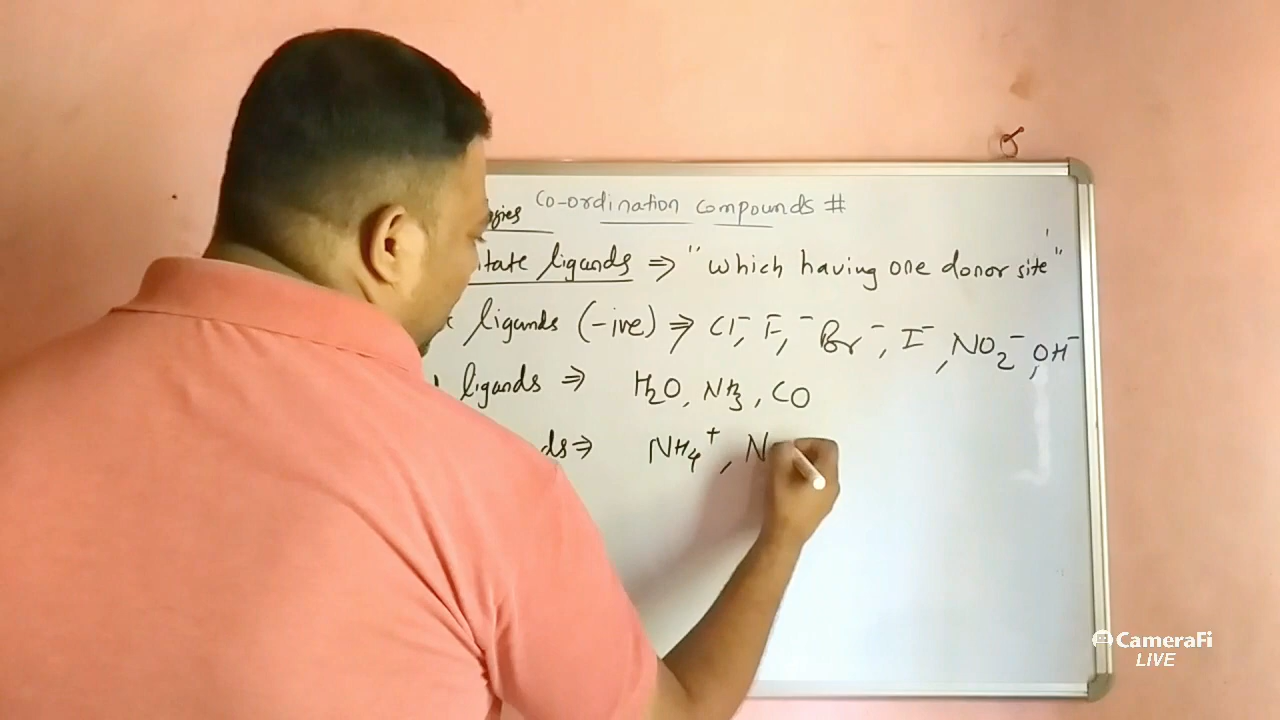 Co-ordination Compounds #
ligands ⇒ "which having one donor site"
ligands (-ive) ⇒ Cl⁻, F⁻, Br⁻, I⁻, NO₂⁻, OH⁻
ligands ⇒ H₂O, NH₃, CO
⇒ NH₄⁺, N
CameraFi
LIVE